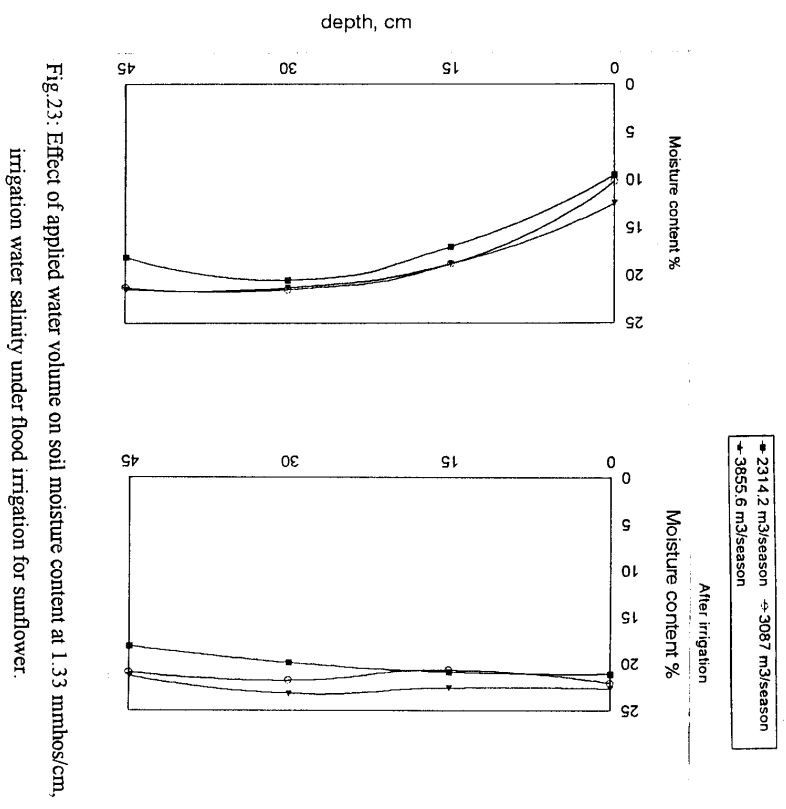 2314.2 m3/season 3087 m3/season
3855.6 m3/season
After irrigation
Moisture content %
0 5 10 15 20 25
0 15 30 45
Moisture content %
0 5 10 15 20 25
0 15 30 45
depth, cm
Fig.23: Effect of applied water volume on soil moisture content at 1.33 mmhos/cm,
irrigation water salinity under flood irrigation for sunflower.